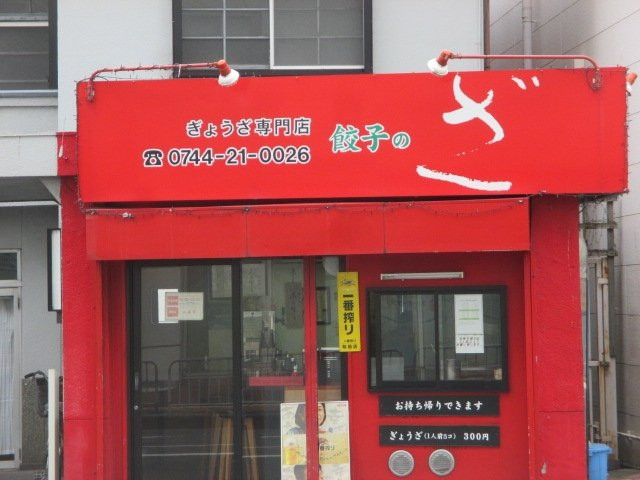 ぎょうざ専門店
☎0744-21-0026
餃子の
ざ
一番搾り
お持ち帰りできます
ぎょうざ(1人前8コ) 300円